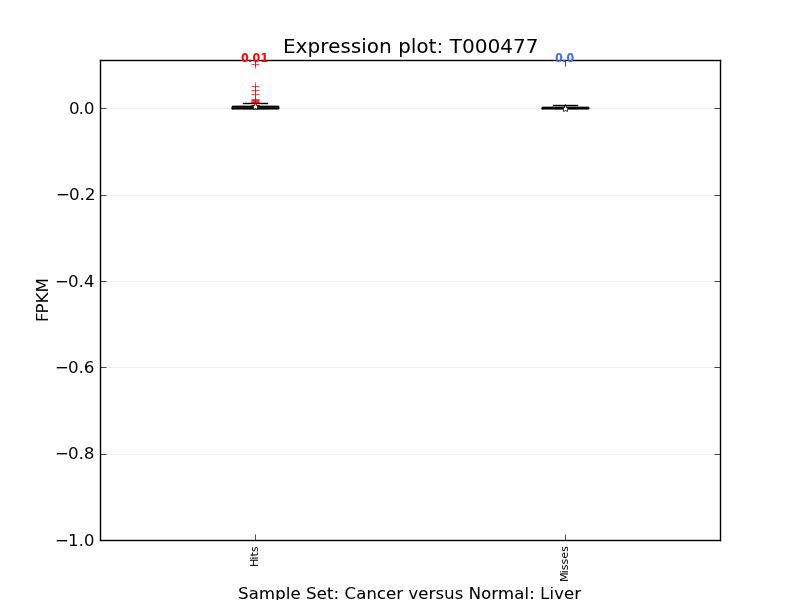 Expression plot: T000477
0.01
0.0
0.0
−0.2
−0.4
−0.6
−0.8
−1.0
FPKM
Hits
Misses
Sample Set: Cancer versus Normal: Liver